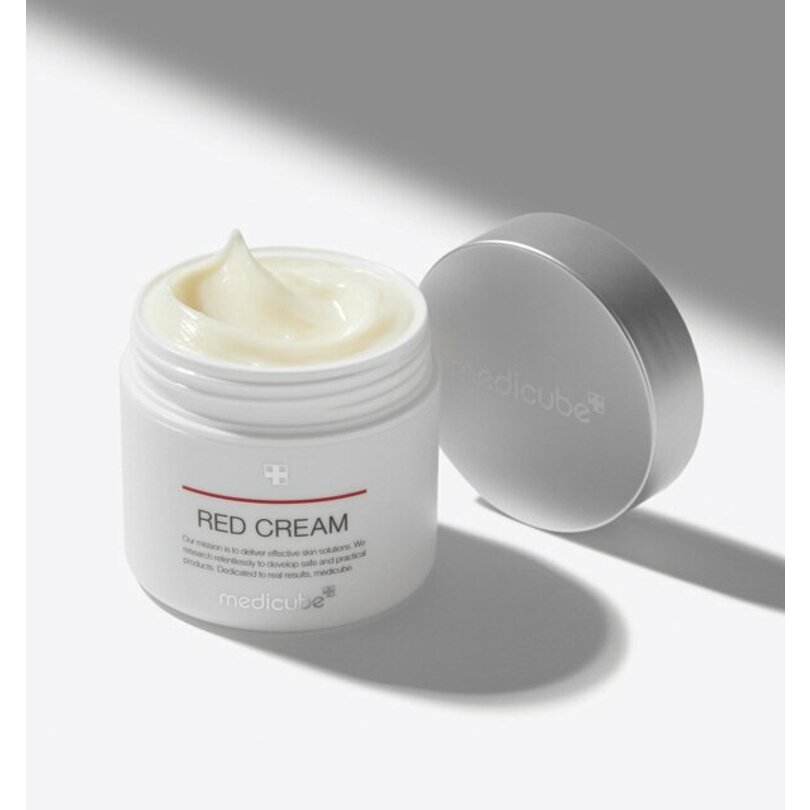 medicube
RED CREAM
Our mission is to deliver effective skin solutions. We
research relentlessly to develop safe and practical
products. Dedicated to real results, medicube.
medicube